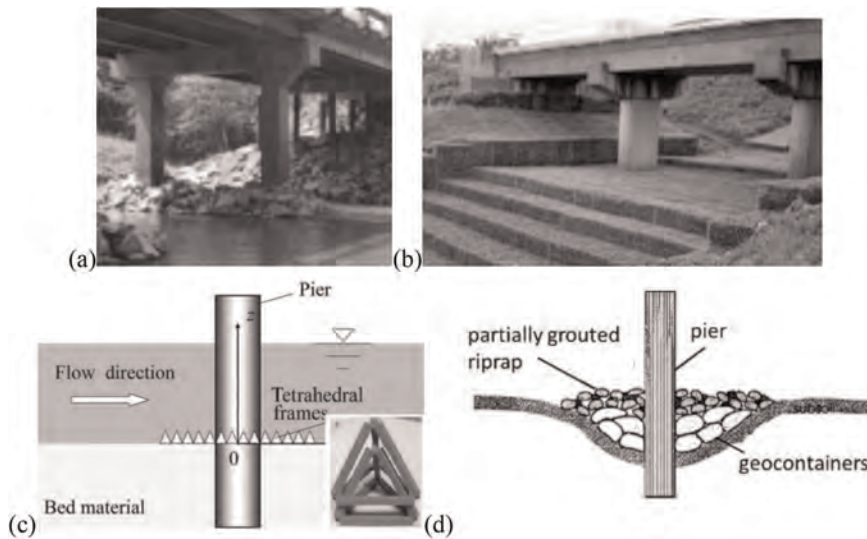 (a)
(b)
Pier
z
Flow direction
Tetrahedral
frames
0
Bed material
(c)
partially grouted
riprap
pier
geocontainers
(d)